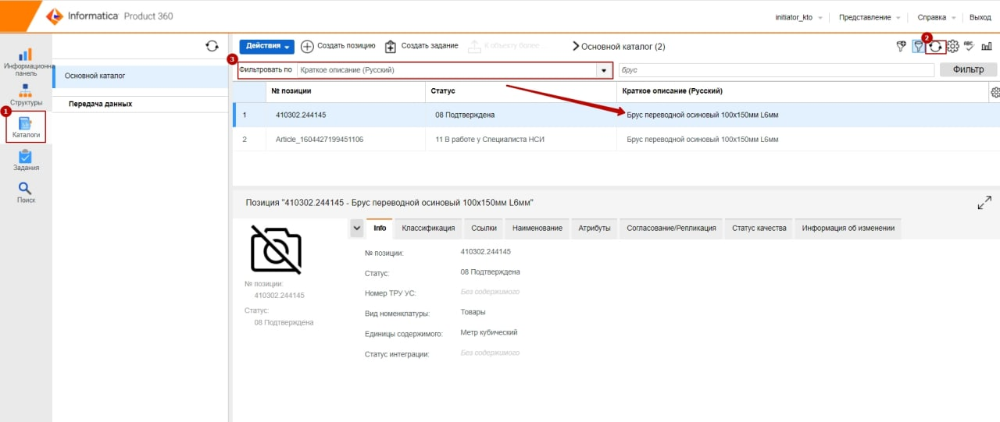 Informatica Product 360
initiator_kto Представление Справка Выход
Информационна
панель
Структуры
1
Каталоги
Задания
Поиск
Основной каталог
Передача данных
Действия Создать позицию Создать задание К объекту более ... Основной каталог (2)
2
ABC
3
Фильтровать по Краткое описание (Русский) брус Фильтр
№ позиции Статус Краткое описание (Русский)
1 410302.244145 08 Подтверждена Брус переводной осиновый 100х150мм L6мм
2 Article_1604427199451106 11 В работе у Специалиста НСИ Брус переводной осиновый 100х150мм L6мм
Позиция "410302.244145 - Брус переводной осиновый 100х150мм L6мм"
Info Классификация Ссылки Наименование Атрибуты Согласование/Репликация Статус качества Информация об изменении
№ позиции:
410302.244145
Статус:
08 Подтверждена
№ позиции: 410302.244145
Статус: 08 Подтверждена
Номер ТРУ УС: Без содержимого
Вид номенклатуры: Товары
Единицы содержимого: Метр кубический
Статус интеграции: Без содержимого